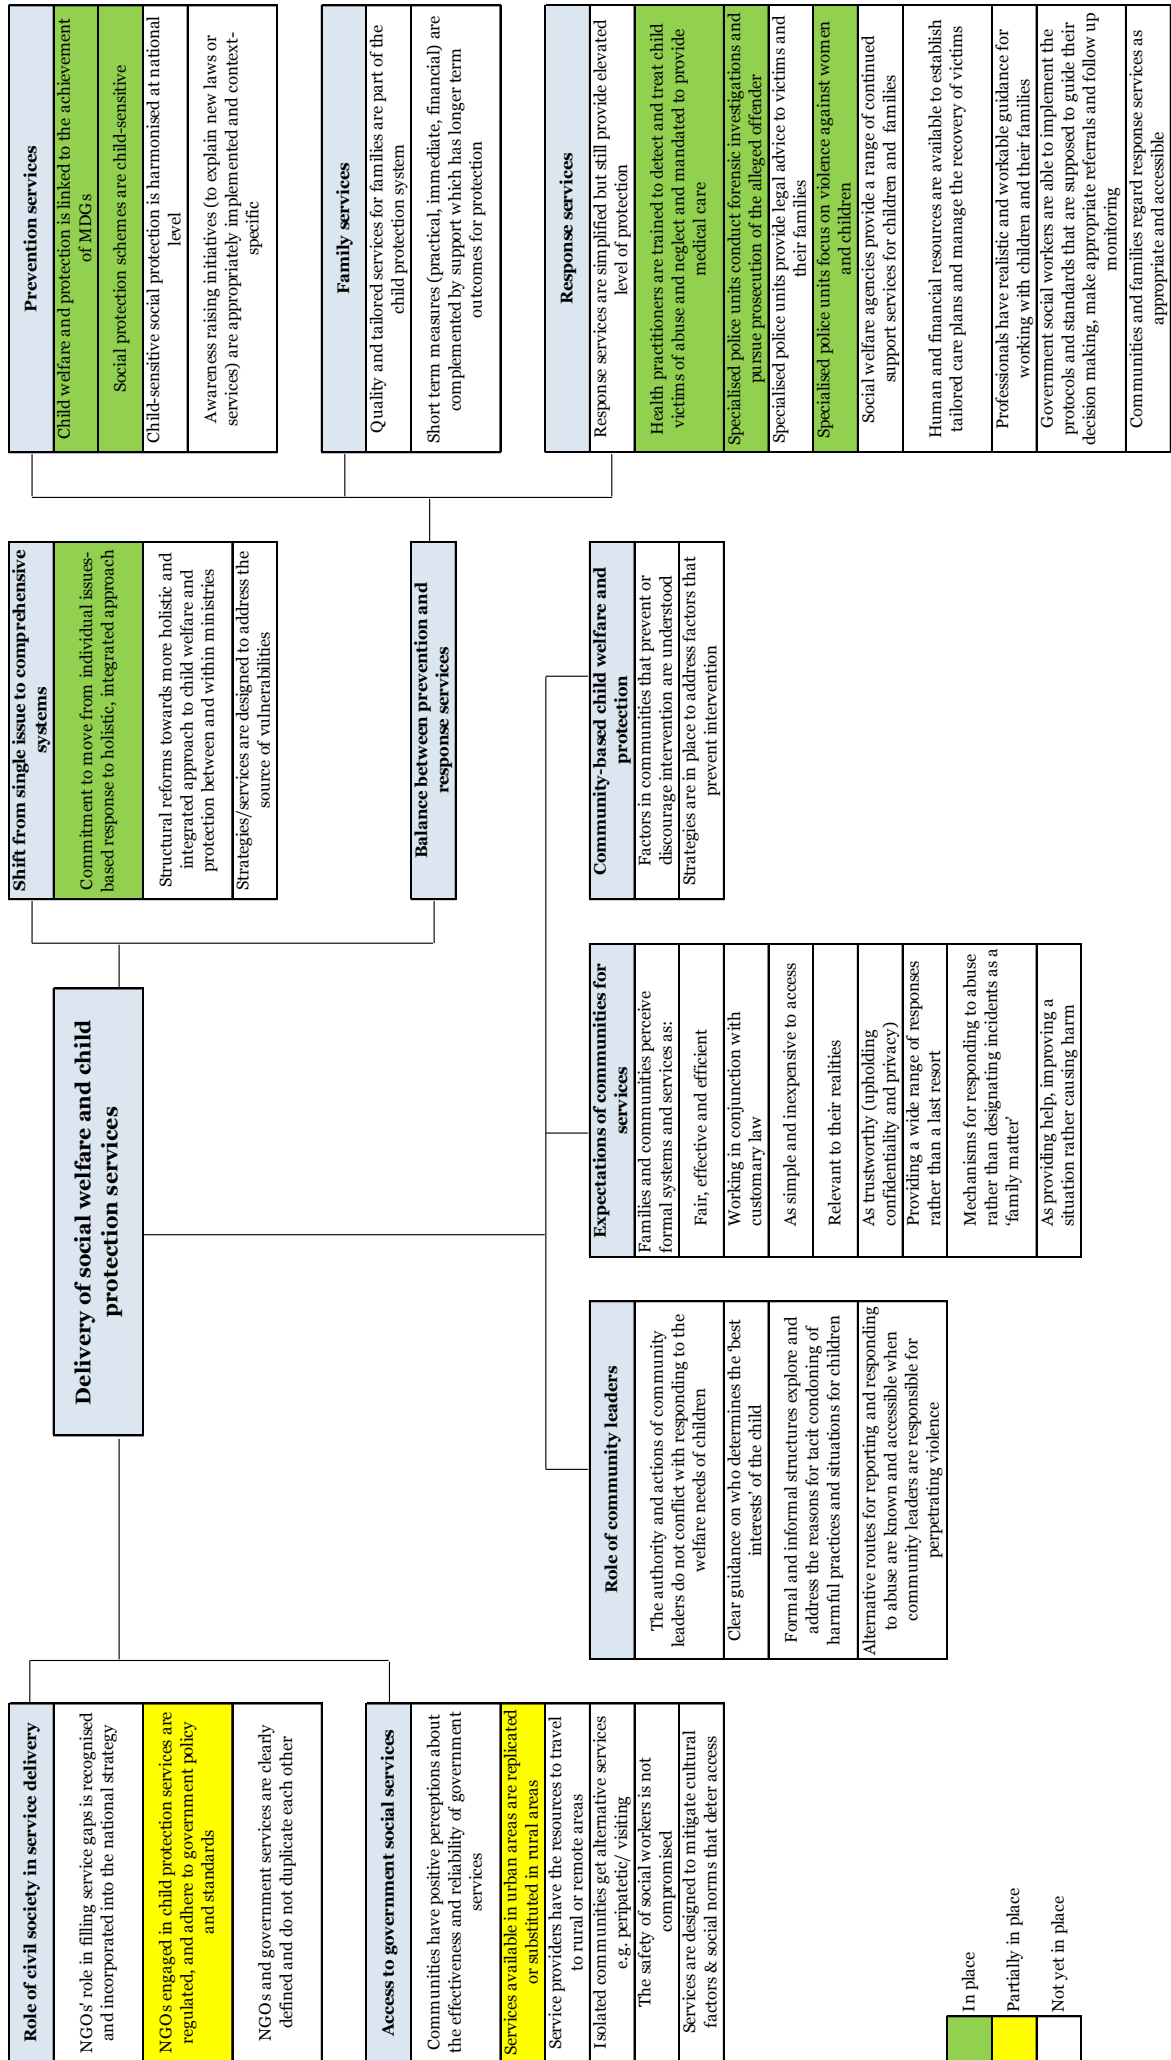 Delivery of social welfare and child
protection services
Role of civil society in service delivery
NGOs' role in filling service gaps is recognised
and incorporated into the national strategy
NGOs engaged in child protection services are
regulated, and adhere to government policy
and standards
NGOs and government services are clearly
defined and do not duplicate each other
Access to government social services
Communities have positive perceptions about
the effectiveness and reliability of government
services
Services available in urban areas are replicated
or substituted in rural areas
Service providers have the resources to travel
to rural or remote areas
Isolated communities get alternative services
e.g. peripatetic/ visiting
The safety of social workers is not
compromised
Services are designed to mitigate cultural
factors & social norms that deter access
Role of community leaders
The authority and actions of community
leaders do not conflict with responding to the
welfare needs of children
Clear guidance on who determines the 'best
interests' of the child
Formal and informal structures explore and
address the reasons for tacit condoning of
harmful practices and situations for children
Alternative routes for reporting and responding
to abuse are known and accessible when
community leaders are responsible for
perpetrating violence
Expectations of communities for
services
Families and communities perceive
formal systems and services as:
Fair, effective and efficient
Working in conjunction with
customary law
As simple and inexpensive to access
Relevant to their realities
As trustworthy (upholding
confidentiality and privacy)
Providing a wide range of responses
rather than a last resort
Mechanisms for responding to abuse
rather than designating incidents as a
'family matter'
As providing help, improving a
situation rather causing harm
Community-based child welfare and
protection
Factors in communities that prevent or
discourage intervention are understood
Strategies are in place to address factors that
prevent intervention
Shift from single issue to comprehensive
systems
Commitment to move from individual issues-
based response to holistic, integrated approach
Structural reforms towards more holistic and
integrated approach to child welfare and
protection between and within ministries
Strategies/services are designed to address the
source of vulnerabilities
Balance between prevention and
response services
Prevention services
Child welfare and protection is linked to the achievement
of MDGs
Social protection schemes are child-sensitive
Child-sensitive social protection is harmonised at national
level
Awareness raising initiatives (to explain new laws or
services) are appropriately implemented and context-
specific
Family services
Quality and tailored services for families are part of the
child protection system
Short term measures (practical, immediate, financial) are
complemented by support which has longer term
outcomes for protection
Response services
Response services are simplified but still provide elevated
level of protection
Health practitioners are trained to detect and treat child
victims of abuse and neglect and mandated to provide
medical care
Specialised police units conduct forensic investigations and
pursue prosecution of the alleged offender
Specialised police units provide legal advice to victims and
their families
Specialised police units focus on violence against women
and children
Social welfare agencies provide a range of continued
support services for children and families
Human and financial resources are available to establish
tailored care plans and manage the recovery of victims
Professionals have realistic and workable guidance for
working with children and their families
Government social workers are able to implement the
protocols and standards that are supposed to guide their
decision making, make appropriate referrals and follow up
monitoring
Communities and families regard response services as
appropriate and accessible
In place
Partially in place
Not yet in place